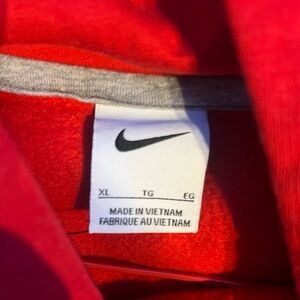 XL TG EG
MADE IN VIETNAM
FABRIQUE AU VIETNAM